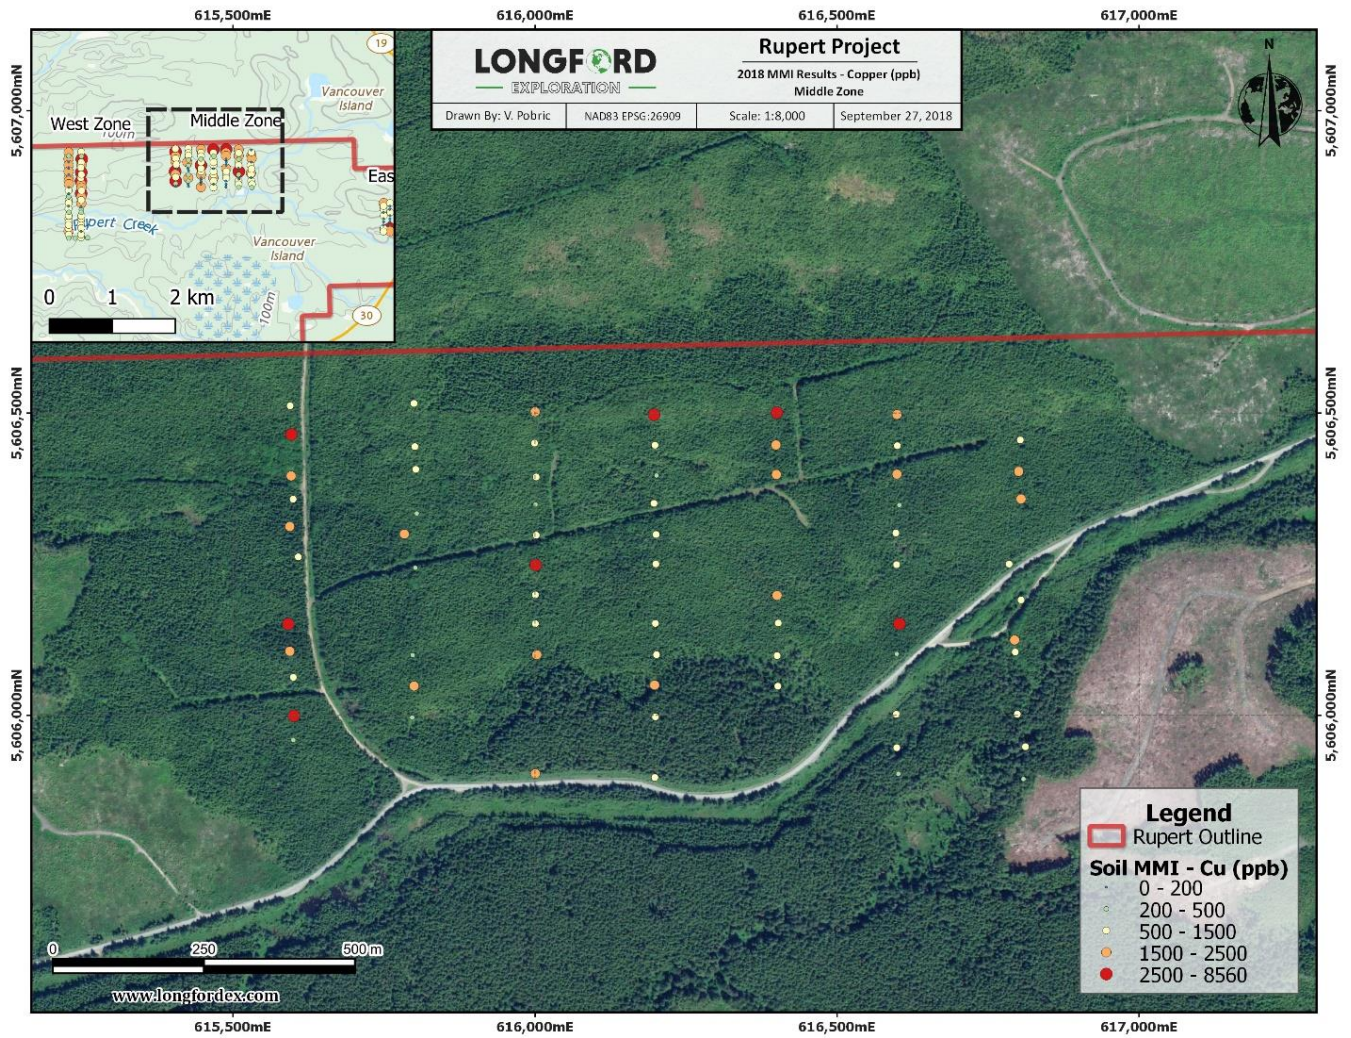 615,500mE
616,000mE
616,500mE
617,000mE
19
Vancouver
Island
West Zone
100m
Middle Zone
Eas
Rupert Creek
Vancouver
Island
0 1 2 km
100m
30
LONGFORD
EXPLORATION
Rupert Project
2018 MMI Results - Copper (ppb)
Middle Zone
Drawn By: V. Pobric
NAD83 EPSG:26909
Scale: 1:8,000
September 27, 2018
N
5,607,000mN
5,607,000mN
5,606,500mN
5,606,500mN
5,606,000mN
5,606,000mN
Legend
Rupert Outline
Soil MMI - Cu (ppb)
0 - 200
200 - 500
500 - 1500
1500 - 2500
2500 - 8560
0 250 500 m
www.longfordex.com
615,500mE
616,000mE
616,500mE
617,000mE